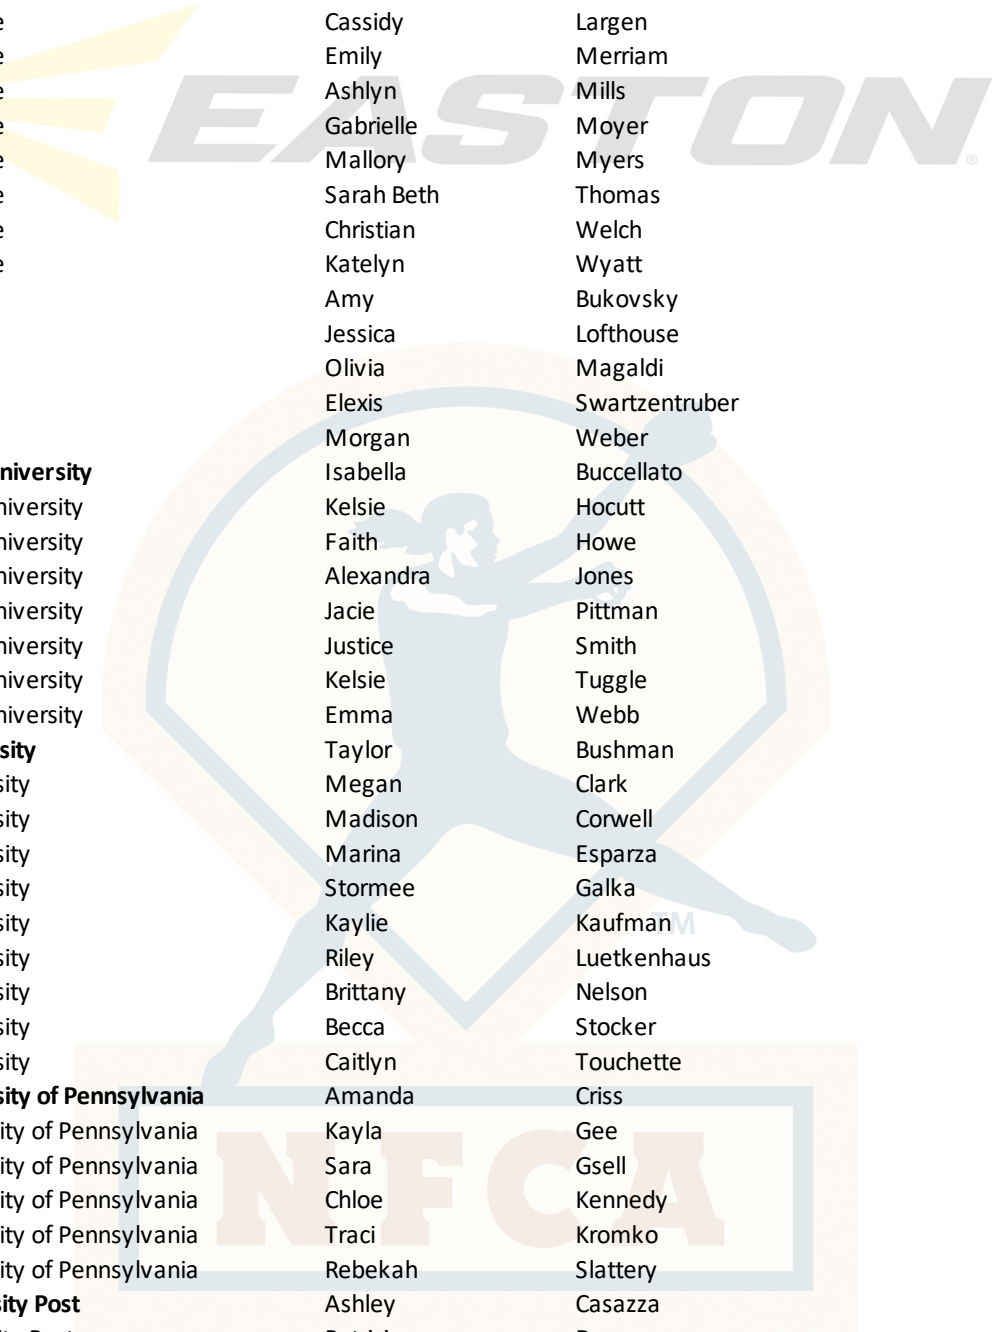 e Cassidy Largen
e Emily Merriam
EASTON
e Ashlyn Mills
e Gabrielle Moyer
e Mallory Myers
®
e Sarah Beth Thomas
e Christian Welch
e Katelyn Wyatt
Amy Bukovsky
Jessica Lofthouse
Olivia Magaldi
Elexis Swartzentruber
Morgan Weber
niversity Isabella Buccellato
niversity Kelsie Hocutt
niversity Faith Howe
niversity Alexandra Jones
niversity Jacie Pittman
niversity Justice Smith
niversity Kelsie Tuggle
niversity Emma Webb
sity Taylor Bushman
sity Megan Clark
sity Madison Corwell
sity Marina Esparza
sity Stormee Galka
sity Kaylie Kaufman
TM
sity Riley Luetkenhaus
sity Brittany Nelson
sity Becca Stocker
sity Caitlyn Touchette
sity of Pennsylvania Amanda Criss
ity of Pennsylvania Kayla Gee
ity of Pennsylvania Sara Gsell
NFCA
ity of Pennsylvania Chloe Kennedy
ity of Pennsylvania Traci Kromko
ity of Pennsylvania Rebekah Slattery
sity Post Ashley Casazza